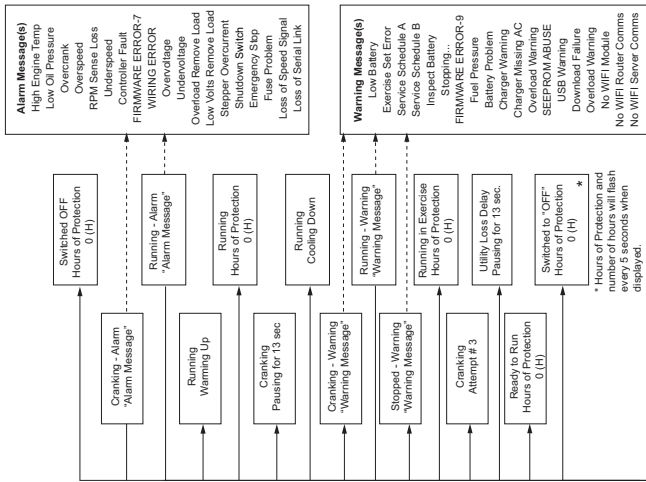 Alarm Message(s)
High Engine Temp
Low Oil Pressure
Overcrank
Overspeed
RPM Sense Loss
Underspeed
Controller Fault
FIRMWARE ERROR-7
WIRING ERROR
Overvoltage
Undervoltage
Overload Remove Load
Low Volts Remove Load
Stepper Overcurrent
Shutdown Switch
Emergency Stop
Fuse Problem
Loss of Speed Signal
Loss of Serial Link
Warning Message(s)
Low Battery
Exercise Set Error
Service Schedule A
Service Schedule B
Inspect Battery
Stopping...
FIRMWARE ERROR-9
Fuel Pressure
Battery Problem
Charger Warning
Charger Missing AC
Overload Warning
SEEPROM ABUSE
USB Warning
Download Failure
Overload Warning
No WIFI Module
No WIFI Router Comms
No WIFI Server Comms
Switched OFF
Hours of Protection
0 (H)
Running - Alarm
"Alarm Message"
Running
Hours of Protection
0 (H)
Running
Cooling Down
Running - Warning
"Warning Message"
Running in Exercise
Hours of Protection
0 (H)
Utility Loss Delay
Pausing for 13 sec.
Switched to "OFF"
Hours of Protection
0 (H)
*
Cranking - Alarm
"Alarm Message"
Running
Warming Up
Cranking
Pausing for 13 sec
Cranking - Warning
"Warning Message"
Stopped - Warning
"Warning Message"
Cranking
Attempt # 3
Ready to Run
Hours of Protection
0 (H)
* Hours of Protection and
number of hours will flash
every 5 seconds when
displayed.